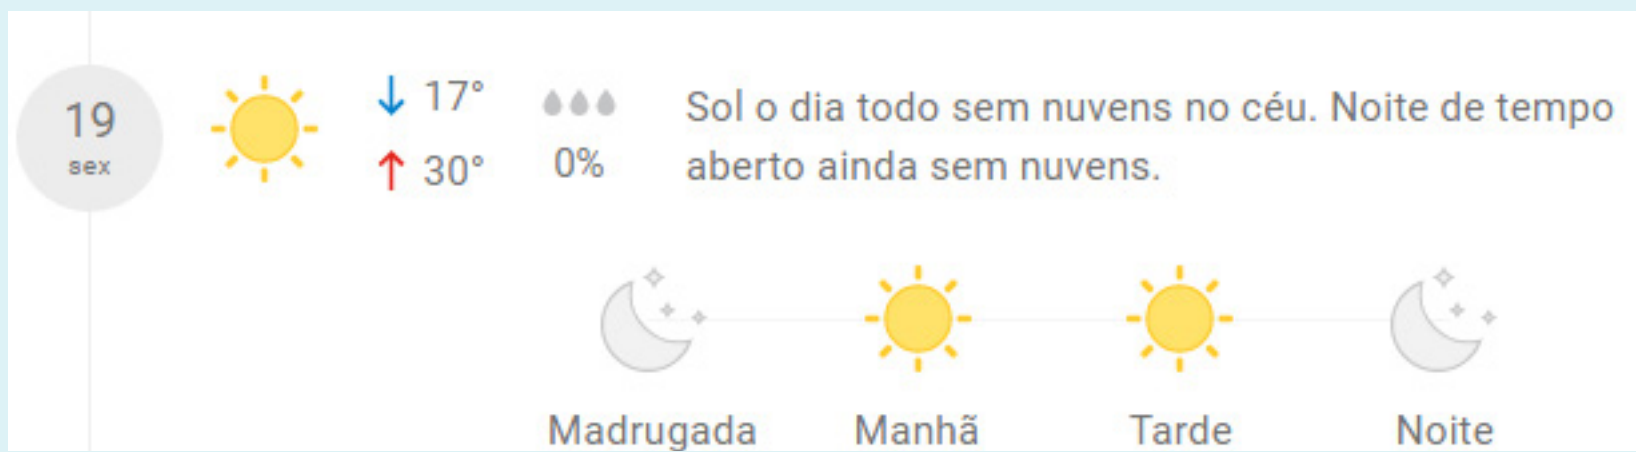 19
sex
17°
30°
0%
Sol o dia todo sem nuvens no céu. Noite de tempo
aberto ainda sem nuvens.
Madrugada
Manhã
Tarde
Noite